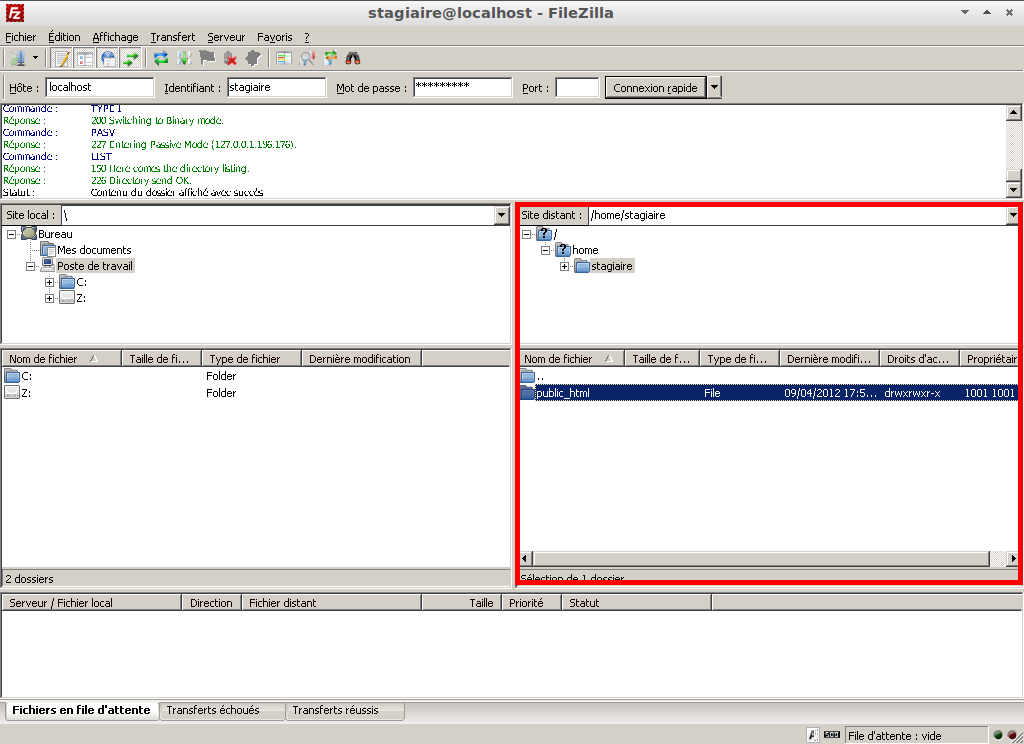 stagiaire@localhost - FileZilla
Fichier Édition Affichage Transfert Serveur Favoris ?
Hôte : localhost Identifiant : stagiaire Mot de passe : ********* Port : Connexion rapide
Commande : TYPE I
Réponse : 200 Switching to Binary mode.
Commande : PASV
Réponse : 227 Entering Passive Mode (127,0,0,1,196,176).
Commande : LIST
Réponse : 150 Here comes the directory listing.
Réponse : 226 Directory send OK.
Statut : Contenu du dossier affiché avec succès
Site local : \
Bureau
Mes documents
Poste de travail
C:
Z:
Site distant : /home/stagiaire
/
home
stagiaire
Nom de fichier Taille de fi... Type de fichier Dernière modification
C: Folder
Z: Folder
2 dossiers
Nom de fichier Taille de f... Type de fi... Dernière modifi... Droits d'ac... Propriétair
..
public_html File 09/04/2012 17:5... drwxrwxr-x 1001 1001
Sélection de 1 dossier.
Serveur / Fichier local Direction Fichier distant Taille Priorité Statut
Fichiers en file d'attente Transferts échoués Transferts réussis
File d'attente : vide